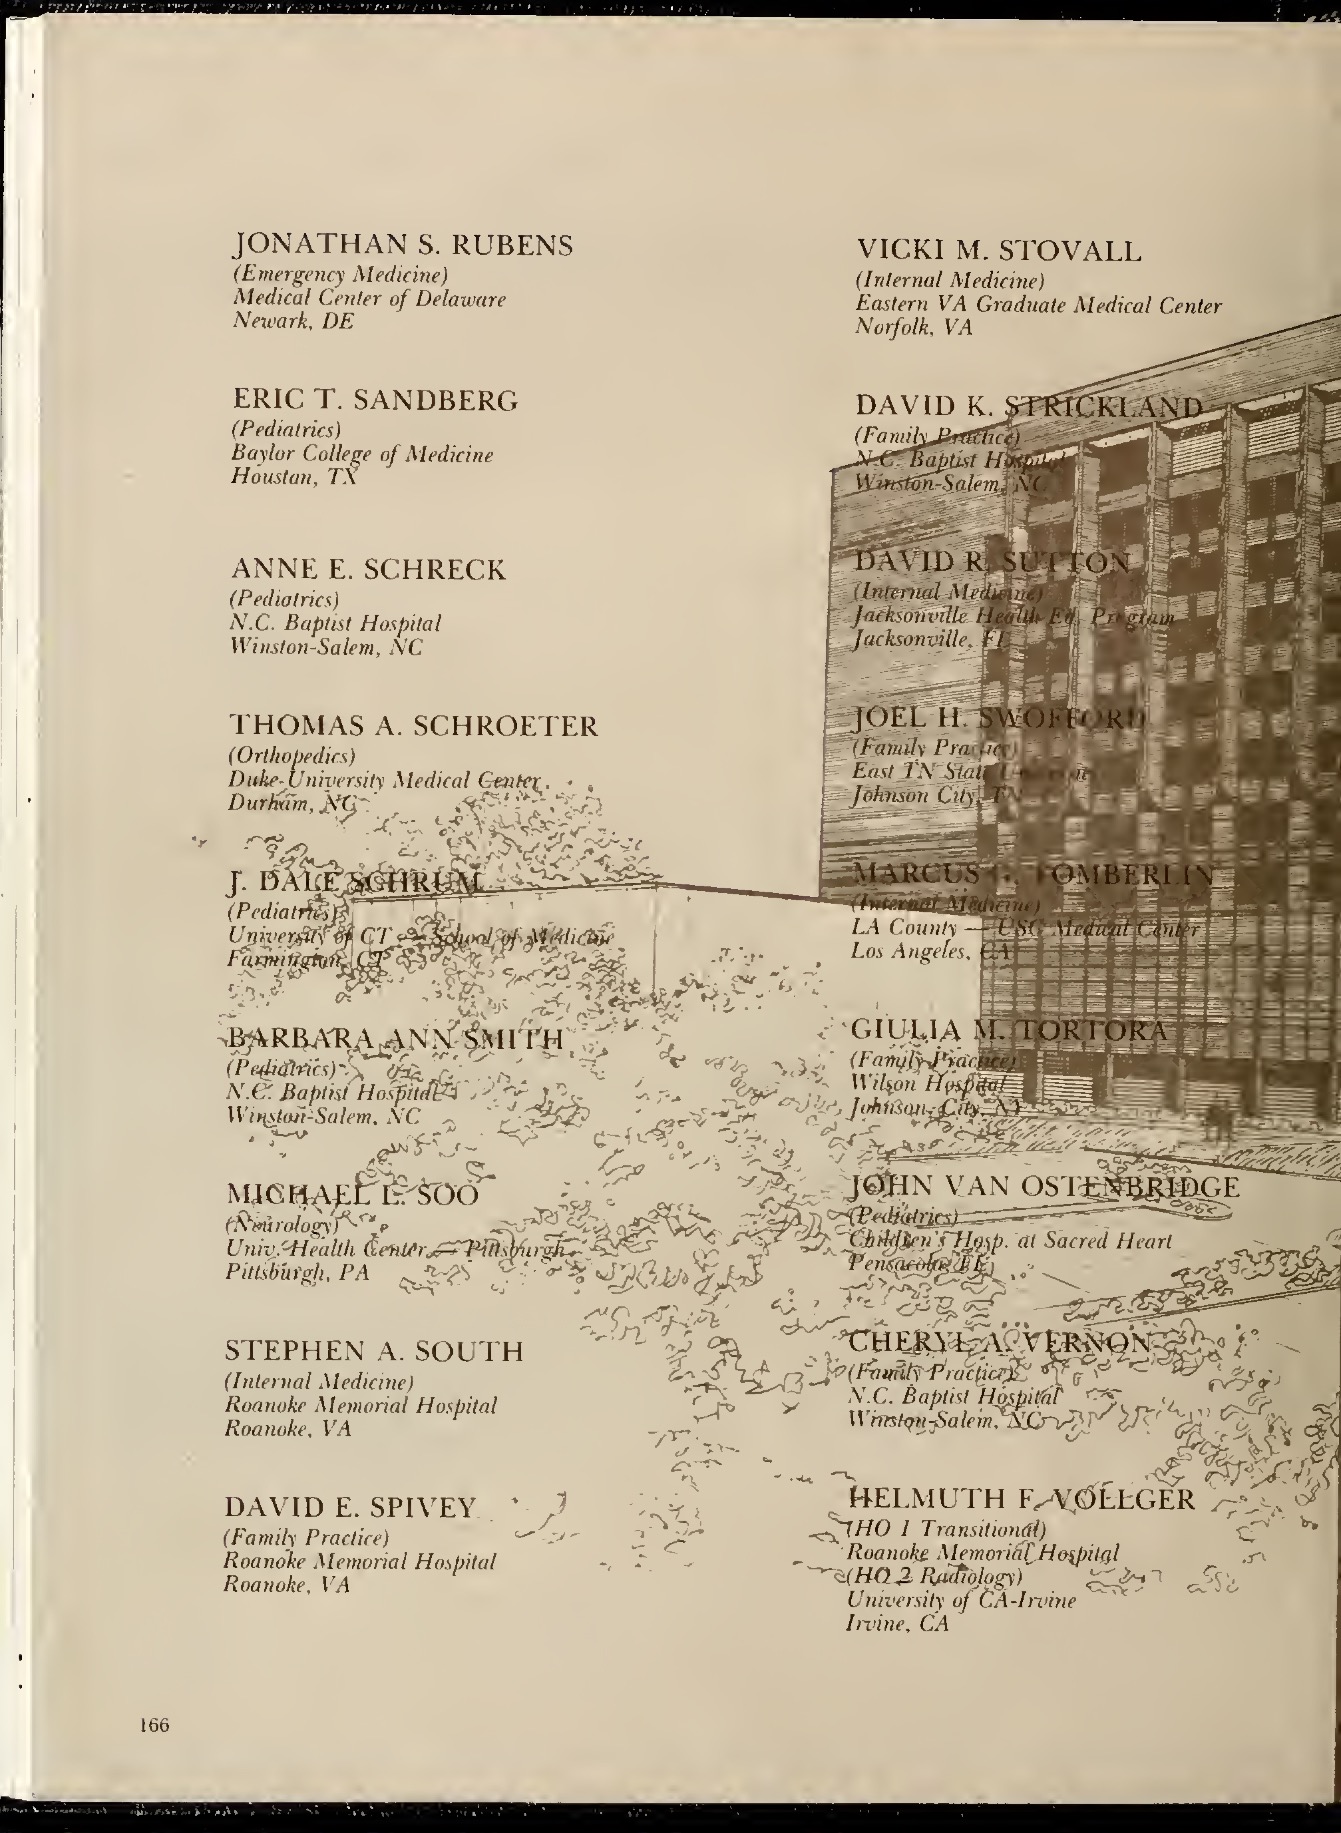 JONATHAN S. RUBENS
(Emergency Medicine)
Medical Center of Delaware
Newark, DE
ERIC T. SANDBERG
(Pediatrics)
Baylor College of Medicine
Houstan, TX
ANNE E. SCHRECK
(Pediatrics)
N.C. Baptist Hospital
Winston-Salem, NC
THOMAS A. SCHROETER
(Orthopedics)
Duke-University Medical Center
Durham, NC
J. DALE SCHRUM
(Pediatrics)
University of CT — School of Medicine
Farmington, CT
BARBARA ANN SMITH
(Pediatrics)
N.C. Baptist Hospital
Winston-Salem, NC
MICHAEL L. SOO
(Neurology)
Univ. Health Center — Pittsburgh
Pittsburgh, PA
STEPHEN A. SOUTH
(Internal Medicine)
Roanoke Memorial Hospital
Roanoke, VA
DAVID E. SPIVEY
(Family Practice)
Roanoke Memorial Hospital
Roanoke, VA
VICKI M. STOVALL
(Internal Medicine)
Eastern VA Graduate Medical Center
Norfolk, VA
DAVID K. STRICKLAND
(Family Practice)
N.C. Baptist Hospital
Winston-Salem, NC
DAVID R. SUTTON
(Internal Medicine)
Jacksonville Health Ed. Program
Jacksonville, FL
JOEL H. SWOFFORD
(Family Practice)
East TN State University
Johnson City, TN
MARCUS TOMBERLIN
(Internal Medicine)
LA County — USC Medical Center
Los Angeles, CA
GIULIA M. TORTORA
(Family Practice)
Wilson Hospital
Johnson City, NY
JOHN VAN OSTENBRIDGE
(Pediatrics)
Children's Hosp. at Sacred Heart
Pensacola, FL
CHERYL A. VERNON
(Family Practice)
N.C. Baptist Hospital
Winston-Salem, NC
HELMUTH F. VOLLGER
(HO 1 Transitional)
Roanoke Memorial Hospital
(HO 2 Radiology)
University of CA-Irvine
Irvine, CA
166